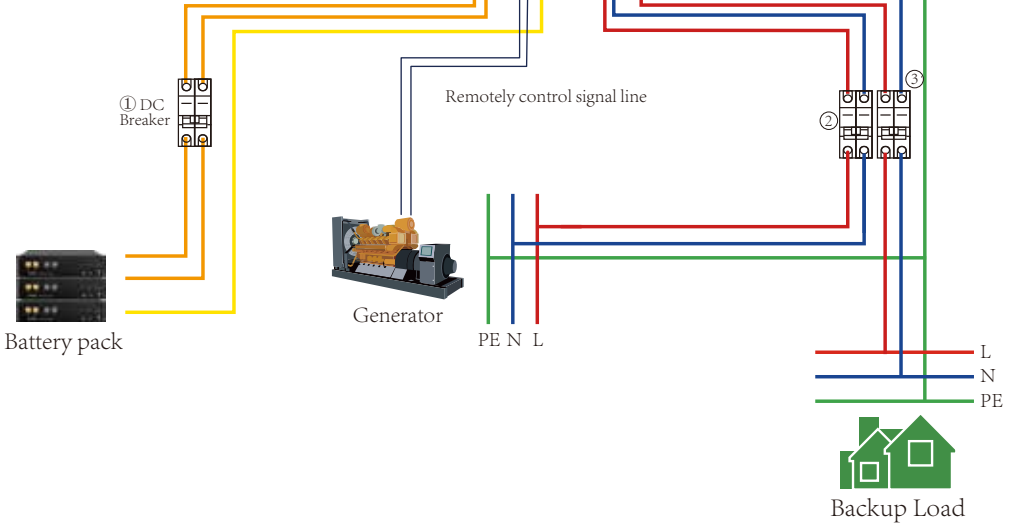 ① DC
Breaker
Remotely control signal line
②
③
Battery pack
Generator
PE N L
L
N
PE
Backup Load